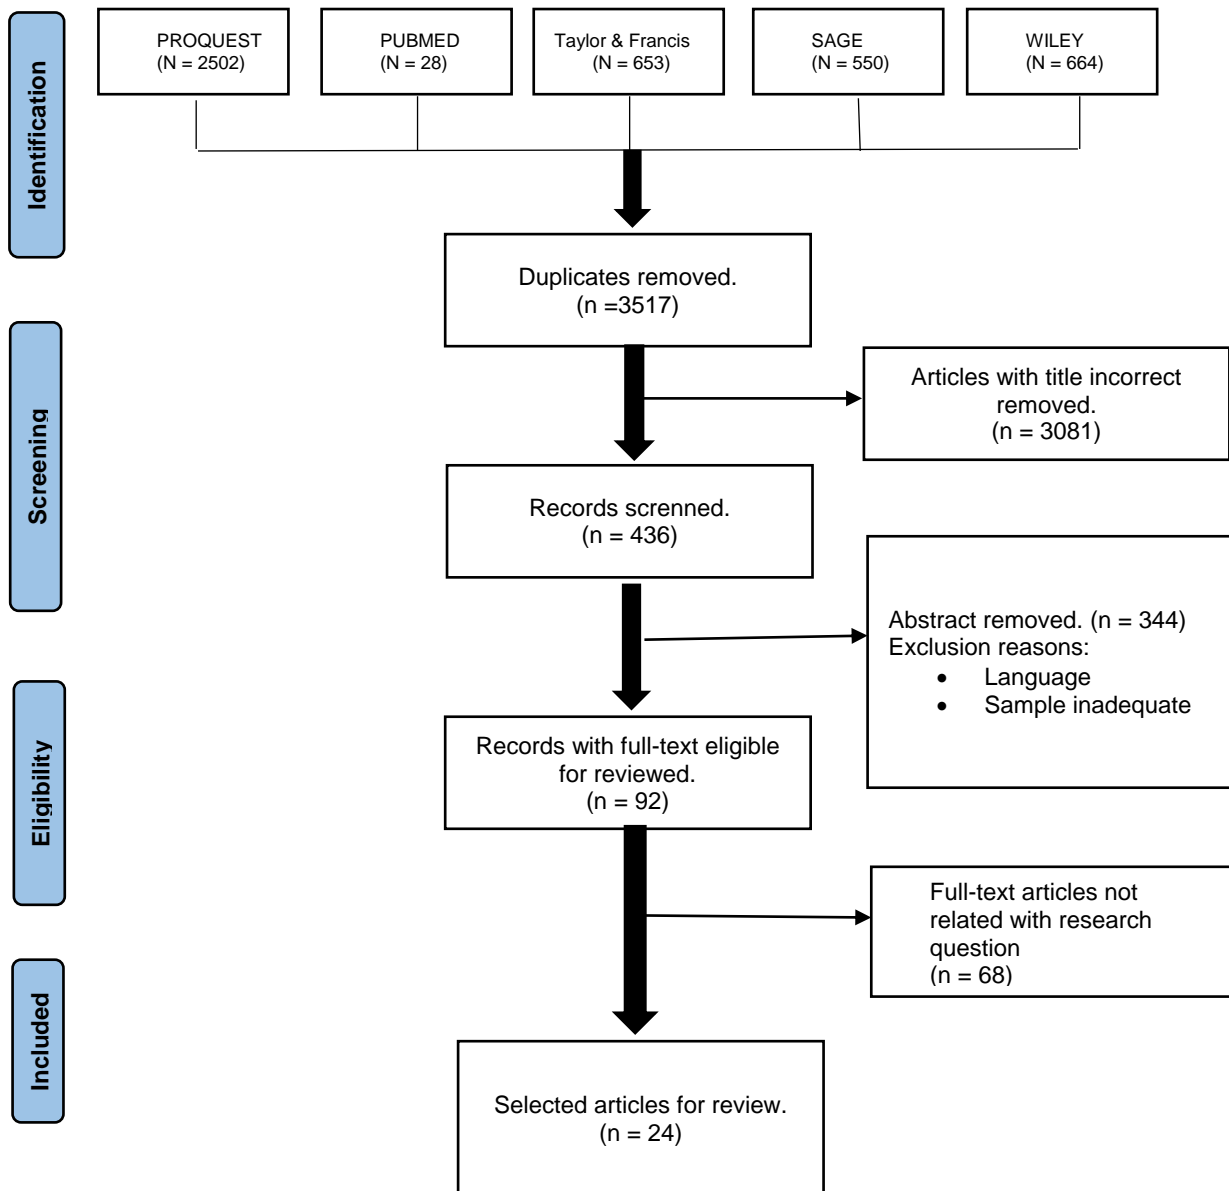 Identification
PROQUEST
(N = 2502)
PUBMED
(N = 28)
Taylor & Francis
(N = 653)
SAGE
(N = 550)
WILEY
(N = 664)
Duplicates removed.
(n =3517)
Screening
Articles with title incorrect
removed.
(n = 3081)
Records screnned.
(n = 436)
Abstract removed. (n = 344)
Exclusion reasons:
• Language
• Sample inadequate
Eligibility
Records with full-text eligible
for reviewed.
(n = 92)
Full-text articles not
related with research
question
(n = 68)
Included
Selected articles for review.
(n = 24)